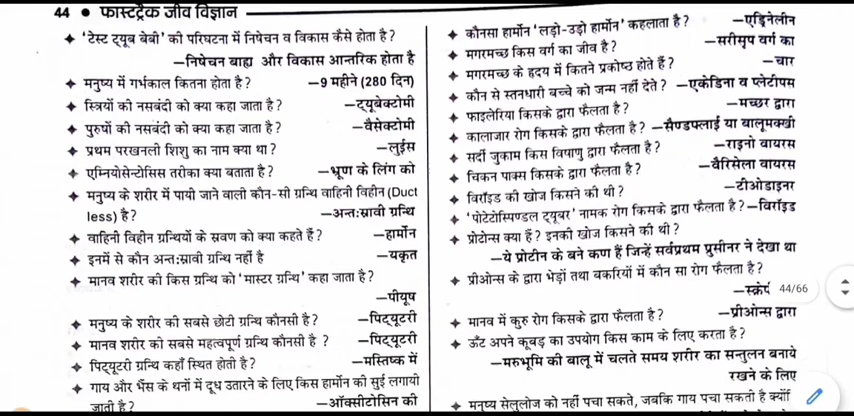 44 ● फास्टट्रैक जीव विज्ञान
✦ 'टेस्ट ट्यूब बेबी' की परिघटना में निषेचन व विकास कैसे होता है?
—निषेचन बाह्य और विकास आन्तरिक होता है
✦ मनुष्य में गर्भकाल कितना होता है? —9 महीने (280 दिन)
✦ स्त्रियों की नसबंदी को क्या कहा जाता है? —ट्यूबेक्टोमी
✦ पुरुषों की नसबंदी को क्या कहा जाता है? —वैसेक्टोमी
✦ प्रथम परखनली शिशु का नाम क्या था? —लुईस
✦ एम्नियोसेन्टोसिस तरीका क्या बताता है? —भ्रूण के लिंग को
✦ मनुष्य के शरीर में पायी जाने वाली कौन-सी ग्रन्थि वाहिनी विहीन (Duct
less) है? —अन्तःस्रावी ग्रन्थि
✦ वाहिनी विहीन ग्रन्थियों के स्रवण को क्या कहते हैं? —हार्मोन
✦ इनमें से कौन अन्तःस्रावी ग्रन्थि नहीं है —यकृत
✦ मानव शरीर की किस ग्रन्थि को 'मास्टर ग्रन्थि' कहा जाता है?
—पीयूष
✦ मनुष्य के शरीर की सबसे छोटी ग्रन्थि कौनसी है? —पिट्यूटरी
✦ मानव शरीर की सबसे महत्वपूर्ण ग्रन्थि कौनसी है ? —पिट्यूटरी
✦ पिट्यूटरी ग्रन्थि कहाँ स्थित होती है? —मस्तिष्क में
✦ गाय और भैंस के थनों में दूध उतारने के लिए किस हार्मोन की सुई लगायी
जाती है? —ऑक्सीटोसिन की
✦ कौनसा हार्मोन 'लड़ो-उड़ो हार्मोन' कहलाता है? —एड्रिनेलीन
✦ मगरमच्छ किस वर्ग का जीव है? —सरीसृप वर्ग का
✦ मगरमच्छ के हृदय में कितने प्रकोष्ठ होते हैं? —चार
✦ कौन से स्तनधारी बच्चे को जन्म नहीं देते? —एकेडिना व प्लेटीपस
✦ फाइलेरिया किसके द्वारा फैलता है? —मच्छर द्वारा
✦ कालाजार रोग किसके द्वारा फैलता है? —सैण्डफ्लाई या बालूमक्खी
✦ सर्दी जुकाम किस विषाणु द्वारा फैलता है? —राइनो वायरस
✦ चिकन पाक्स किसके द्वारा फैलता है? —वैरिसेला वायरस
✦ विरॉइड की खोज किसने की थी? —टीओडाइनर
✦ 'पोटेटोस्पिण्डल ट्यूबर' नामक रोग किसके द्वारा फैलता है?—विरॉइड
✦ प्रोटोन्स क्या हैं? इनकी खोज किसने की थी?
—ये प्रोटीन के बने कण हैं जिन्हें सर्वप्रथम प्रुसीनर ने देखा था
✦ प्रीओन्स के द्वारा भेड़ों तथा बकरियों में कौन सा रोग फैलता है?
—स्क्रेपी 44/66
✦ मानव में कुरु रोग किसके द्वारा फैलता है? —प्रीओन्स द्वारा
✦ ऊँट अपने कूबड़ का उपयोग किस काम के लिए करता है?
—मरुभूमि की बालू में चलते समय शरीर का सन्तुलन बनाये
रखने के लिए
✦ मनुष्य सेलुलोज को नहीं पचा सकते, जबकि गाय पचा सकती है क्यों